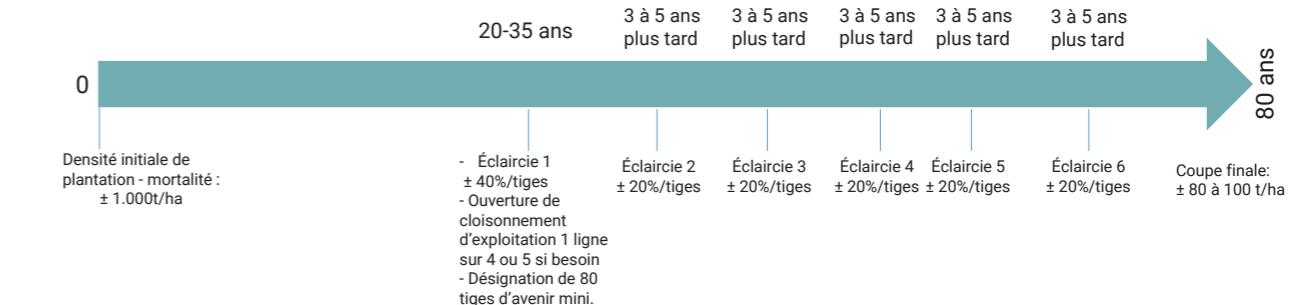 20-35 ans
3 à 5 ans
plus tard
3 à 5 ans
plus tard
3 à 5 ans
plus tard
3 à 5 ans
plus tard
3 à 5 ans
plus tard
0
80 ans
Densité initiale de
plantation - mortalité :
± 1.000t/ha
- Éclaircie 1
± 40%/tiges
- Ouverture de
cloisonnement
d'exploitation 1 ligne
sur 4 ou 5 si besoin
- Désignation de 80
tiges d'avenir mini.
Éclaircie 2
± 20%/tiges
Éclaircie 3
± 20%/tiges
Éclaircie 4
± 20%/tiges
Éclaircie 5
± 20%/tiges
Éclaircie 6
± 20%/tiges
Coupe finale:
± 80 à 100 t/ha